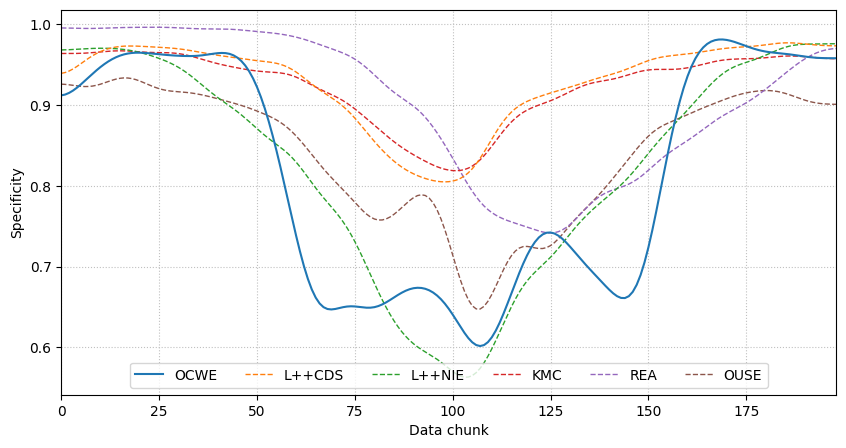 1.0
0.9
0.8
0.7
0.6
Specificity
OCWE L++CDS L++NIE KMC REA OUSE
0 25 50 75 100 125 150 175
Data chunk